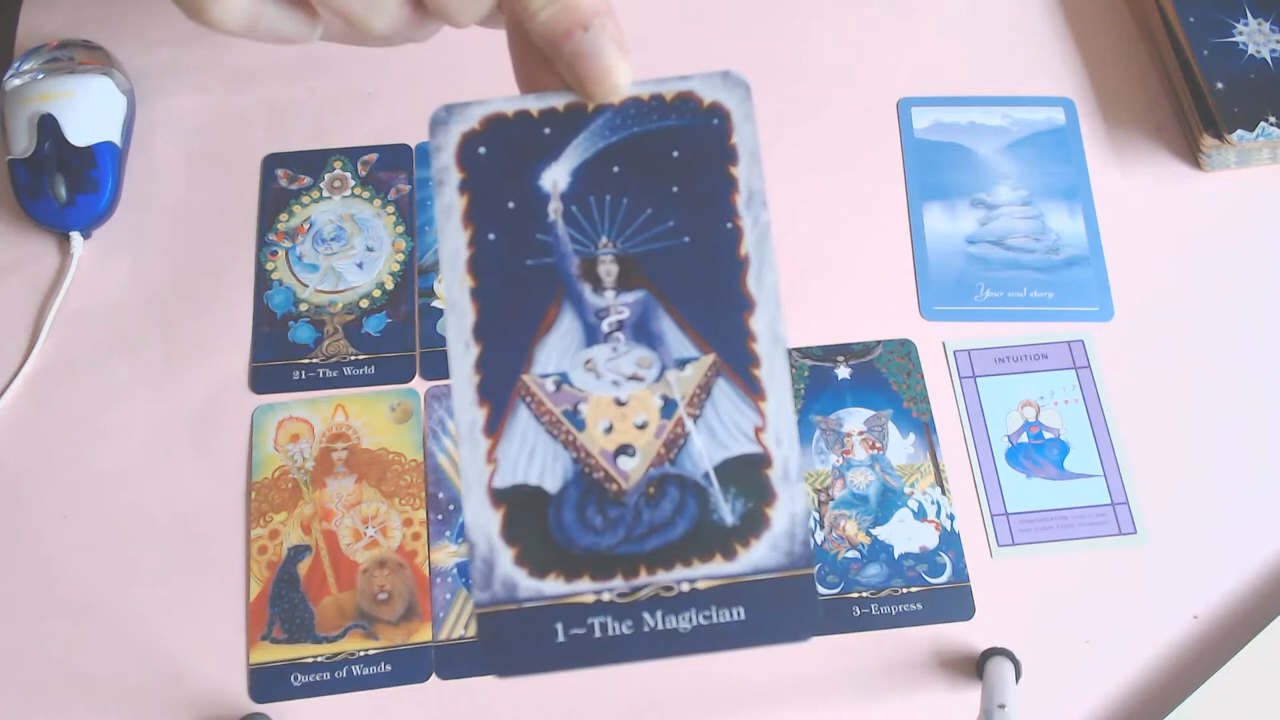 21~The World
Your soul story
INTUITION
1~The Magician
3~Empress
Queen of Wands